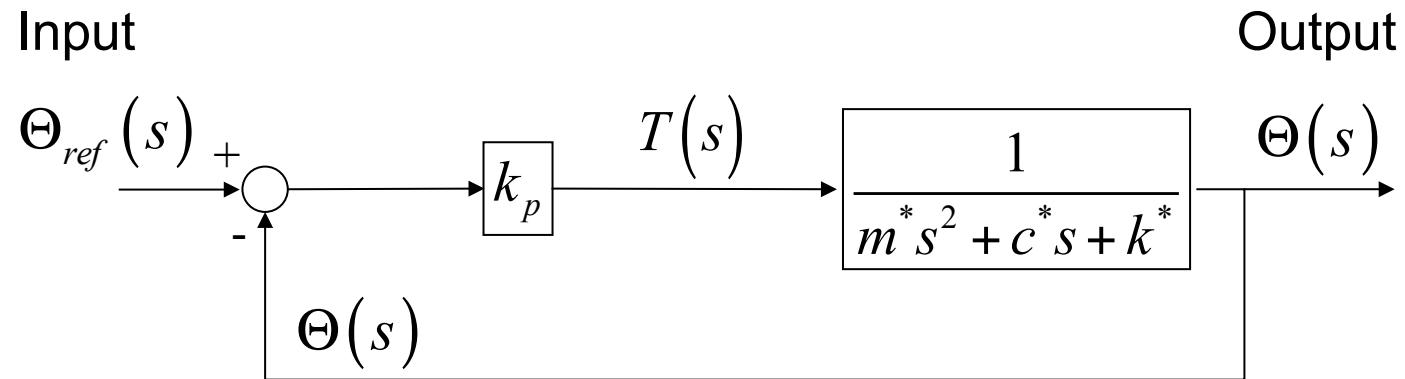 Input
Output
Θ_ref(s)
+
-
k_p
T(s)
1
m*s² + c*s + k*
Θ(s)
Θ(s)